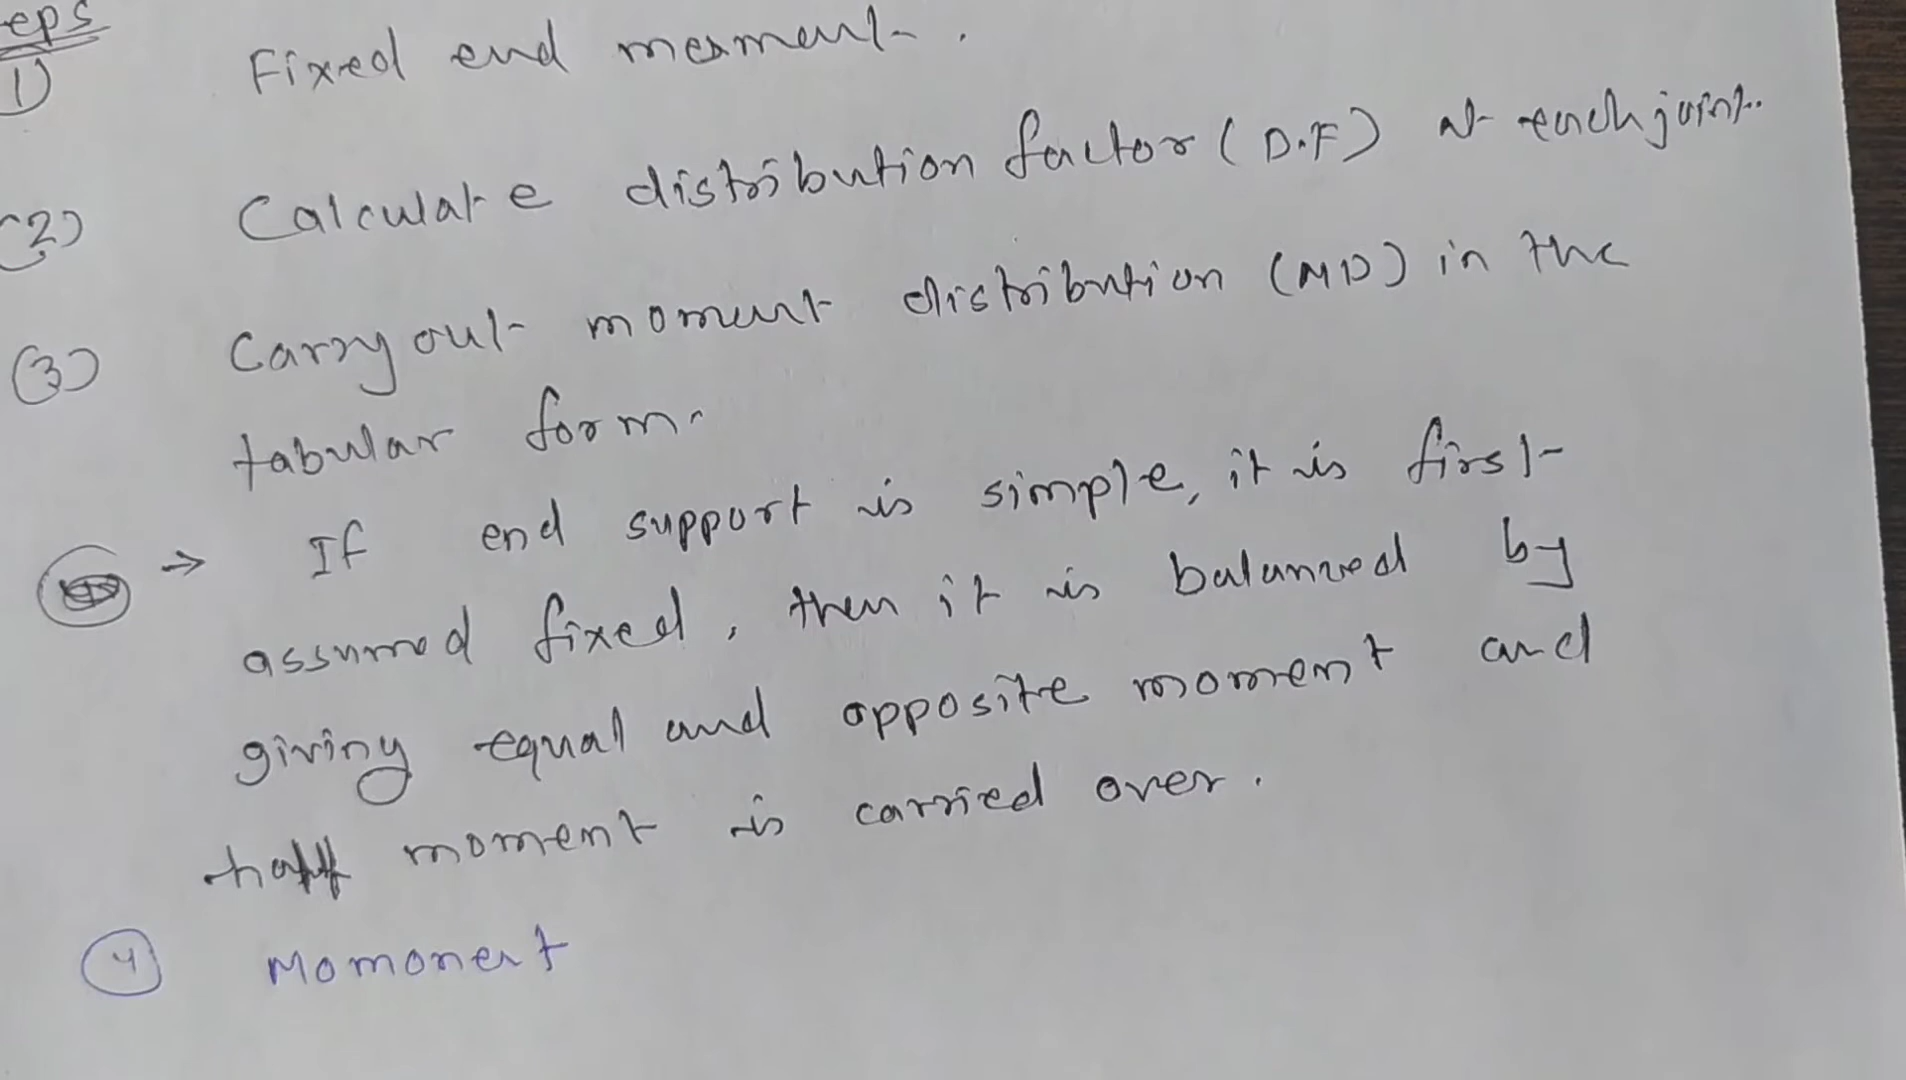 eps
1) Fixed end moment.
(2) Calculate distribution factor (D.F) at each joint.
(3) Carry out moment distribution (MD) in the
tabular form.
→ If end support is simple, it is first
assumed fixed, then it is balanced by
giving equal and opposite moment and
half moment is carried over.
4 Momonent